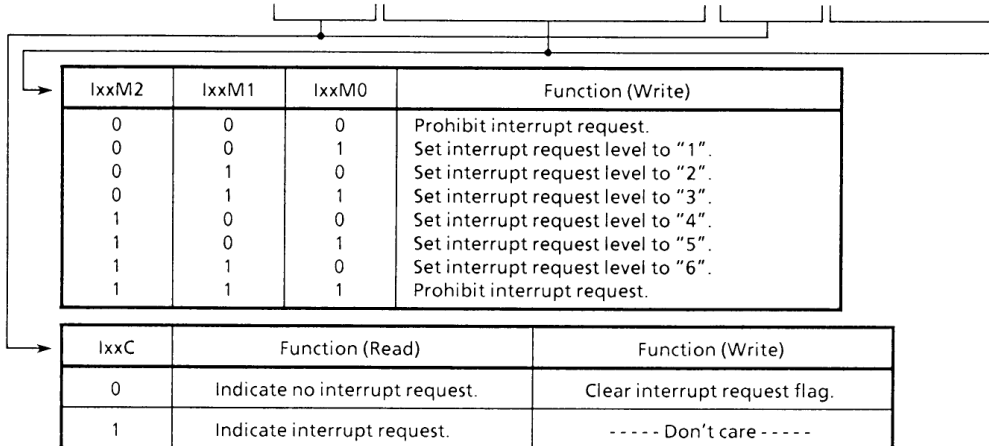 IxxM2 IxxM1 IxxM0 Function (Write)
0 0 0 Prohibit interrupt request.
0 0 1 Set interrupt request level to "1".
0 1 0 Set interrupt request level to "2".
0 1 1 Set interrupt request level to "3".
1 0 0 Set interrupt request level to "4".
1 0 1 Set interrupt request level to "5".
1 1 0 Set interrupt request level to "6".
1 1 1 Prohibit interrupt request.
IxxC Function (Read) Function (Write)
0 Indicate no interrupt request. Clear interrupt request flag.
1 Indicate interrupt request. - - - - - Don't care - - - - -